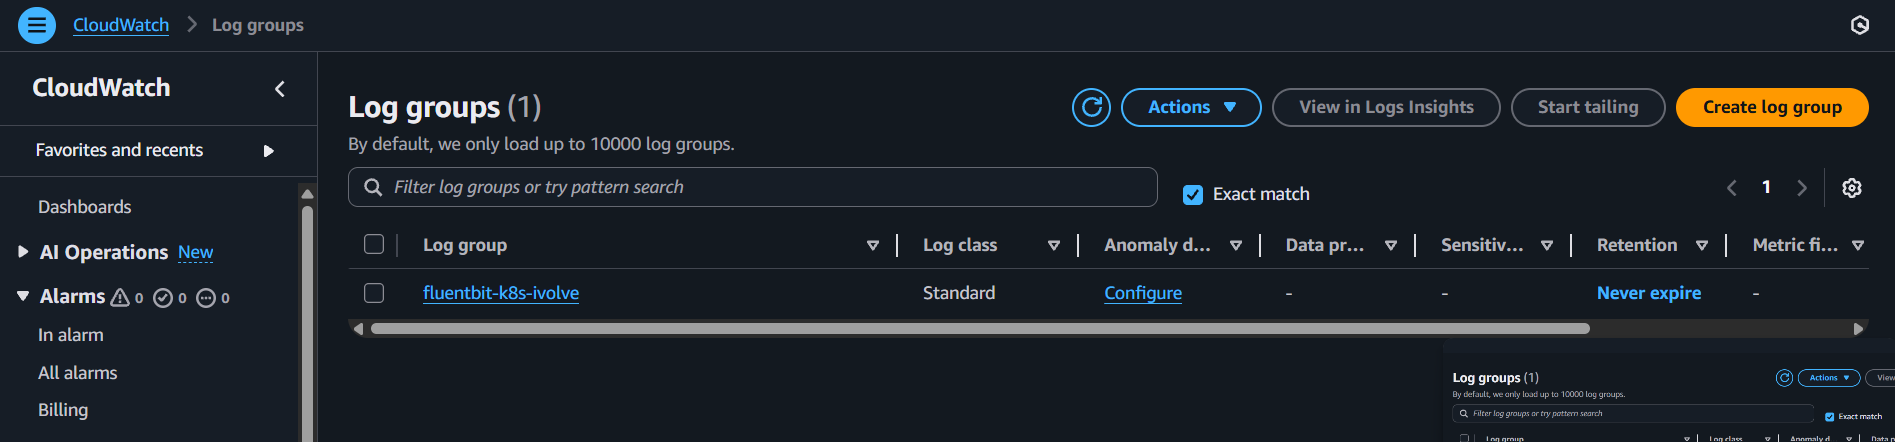 CloudWatch > Log groups
CloudWatch
Favorites and recents
Dashboards
AI Operations New
Alarms 0 0 0
In alarm
All alarms
Billing
Log groups (1)
Actions View in Logs Insights Start tailing Create log group
By default, we only load up to 10000 log groups.
Filter log groups or try pattern search
Exact match
1
Log group Log class Anomaly d... Data pr... Sensitiv... Retention Metric fi...
fluentbit-k8s-ivolve Standard Configure - - Never expire -
Log groups (1)
Actions View
By default, we only load up to 10000 log groups.
Filter log groups or try pattern search
Exact match
Log group Log class Anomaly d... Data p